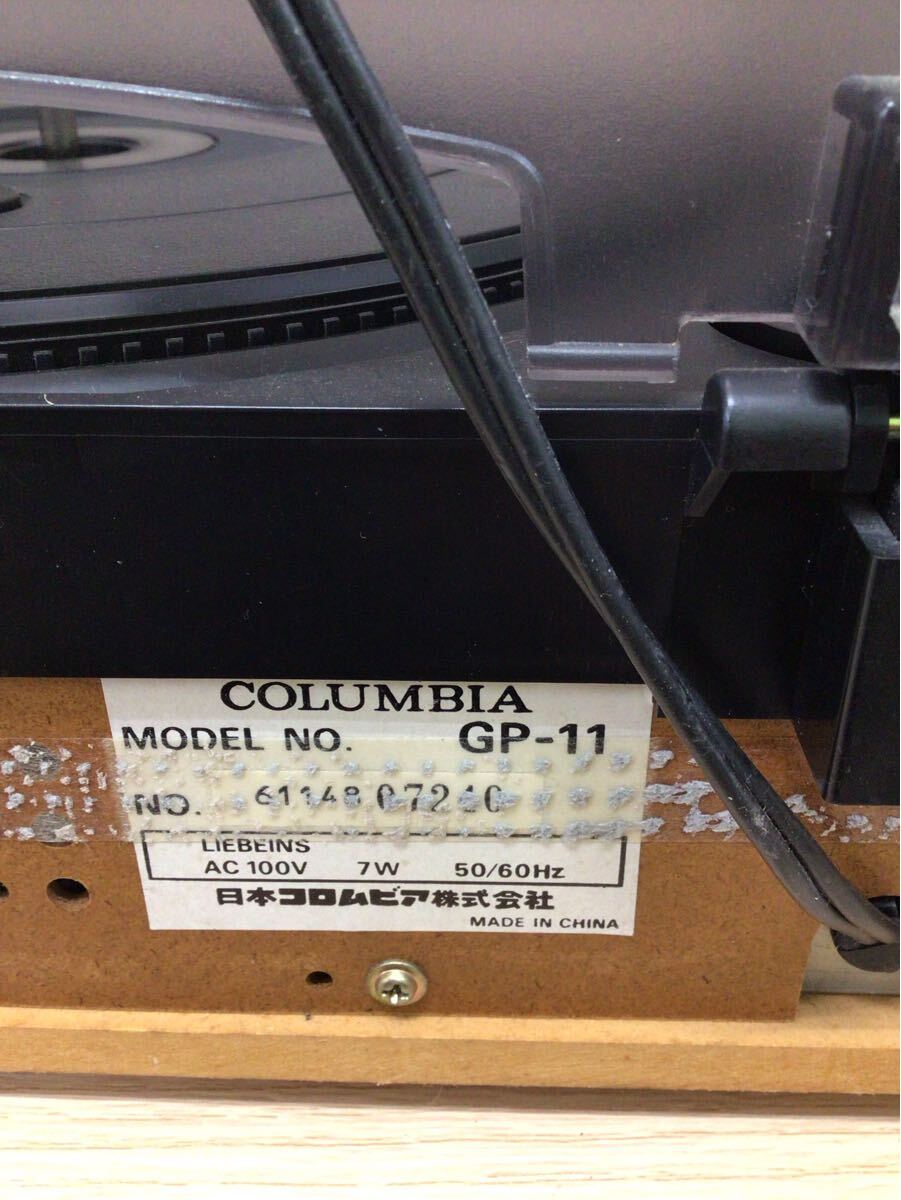 COLUMBIA
MODEL NO. GP-11
NO. 6114807240
LIEBEINS
AC 100V 7W 50/60Hz
日本コロムビア株式会社
MADE IN CHINA